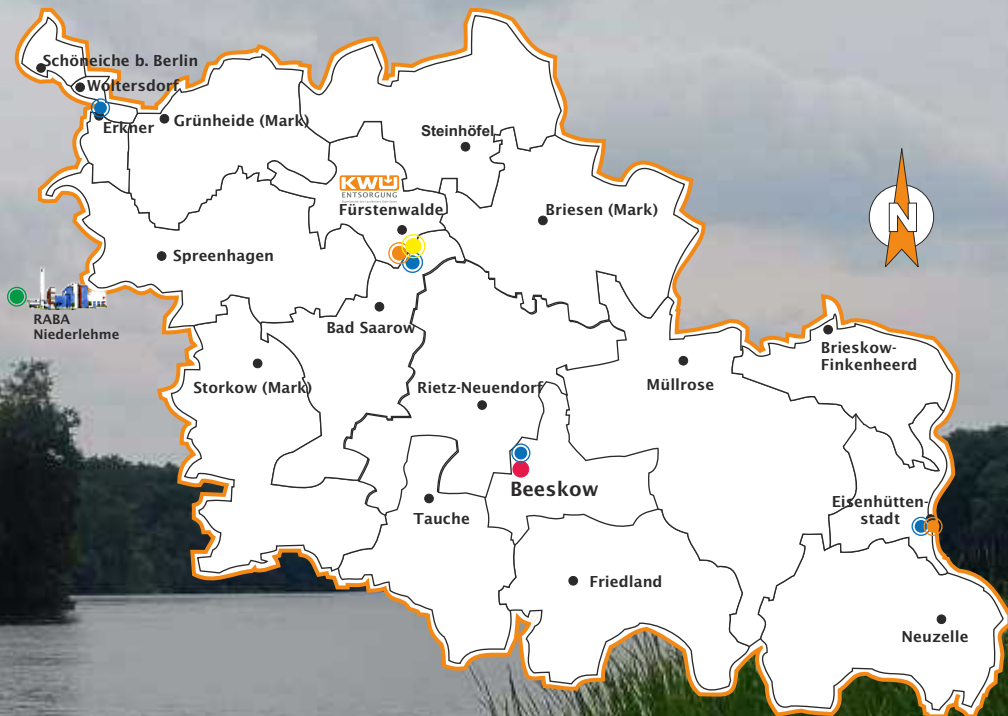 Schöneiche b. Berlin
Woltersdorf
Erkner
Grünheide (Mark)
Steinhöfel
KWU
ENTSORGUNG
Fürstenwalde
Briesen (Mark)
N
Spreenhagen
RABA
Niederlehme
Bad Saarow
Brieskow-
Finkenheerd
Storkow (Mark)
Rietz-Neuendorf
Müllrose
Beeskow
Eisenhütten-
stadt
Tauche
Friedland
Neuzelle